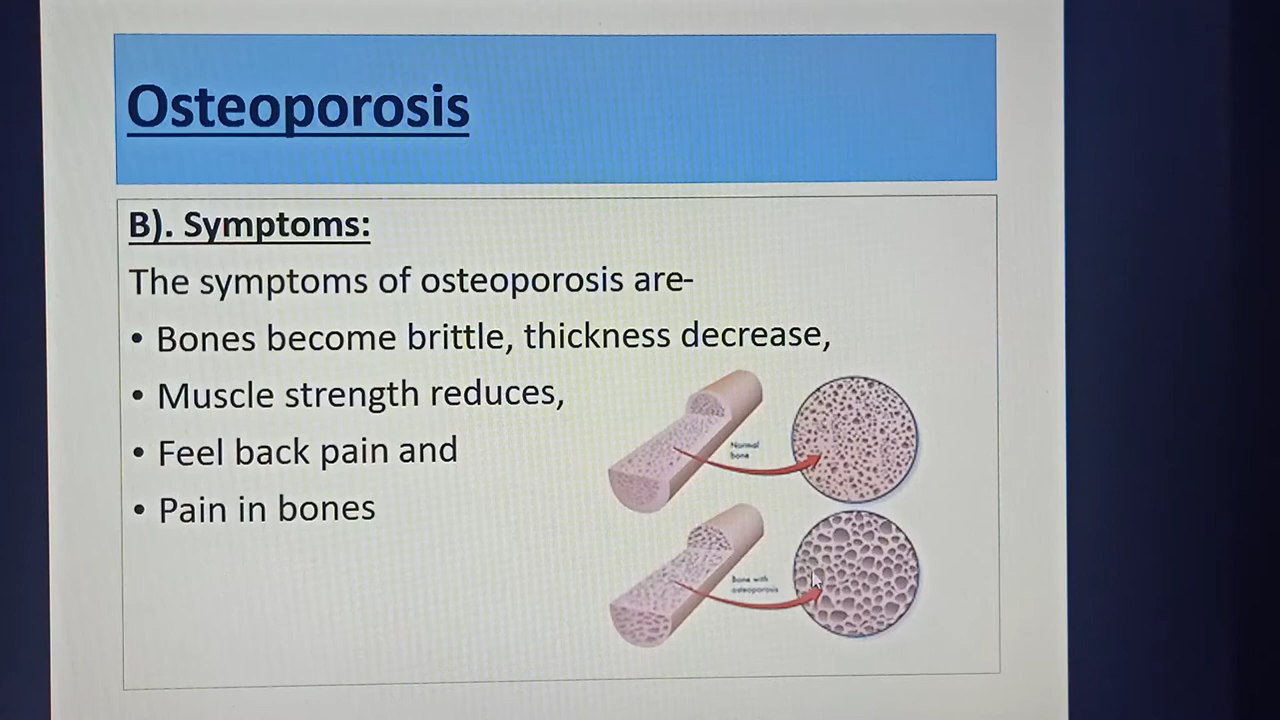 Osteoporosis
B). Symptoms:
The symptoms of osteoporosis are-
• Bones become brittle, thickness decrease,
• Muscle strength reduces,
• Feel back pain and
• Pain in bones
Normal
bone
Bone with
osteoporosis